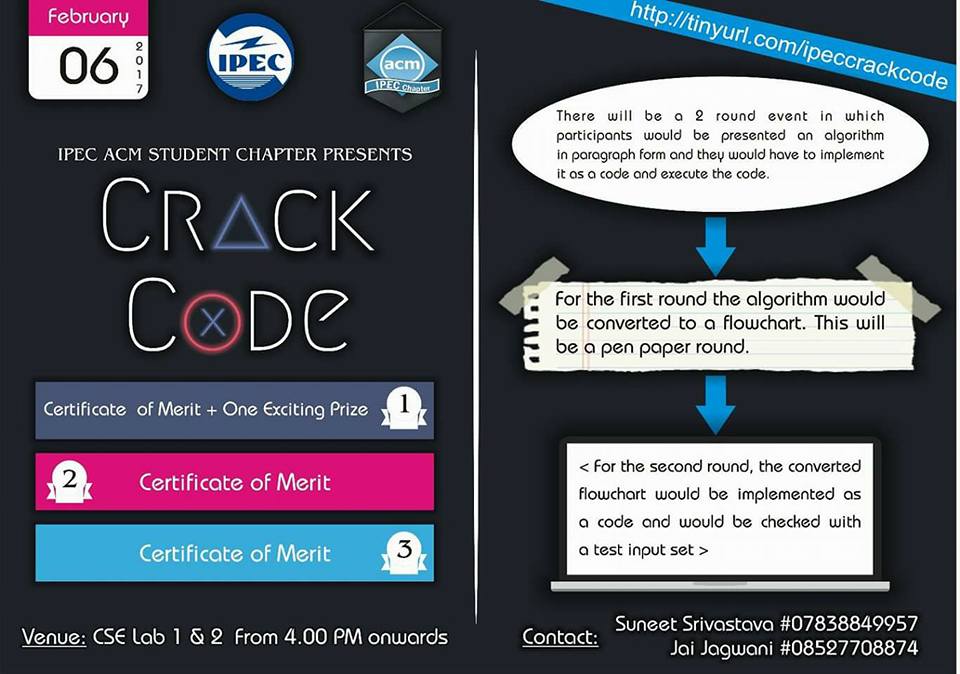 February
06
2017
IPEC
acm
IPEC Chapter
IPEC ACM STUDENT CHAPTER PRESENTS
CRACK
CODE
Certificate of Merit + One Exciting Prize
1
2
Certificate of Merit
Certificate of Merit
3
Venue: CSE Lab 1 & 2 From 4.00 PM onwards
http://tinyurl.com/ipeccrackcode
There will be a 2 round event in which
participants would be presented an algorithm
in paragraph form and they would have to implement
it as a code and execute the code.
For the first round the algorithm would
be converted to a flowchart. This will
be a pen paper round.
< For the second round, the converted
flowchart would be implemented as
a code and would be checked with
a test input set >
Contact:
Suneet Srivastava #07838849957
Jai Jagwani #08527708874